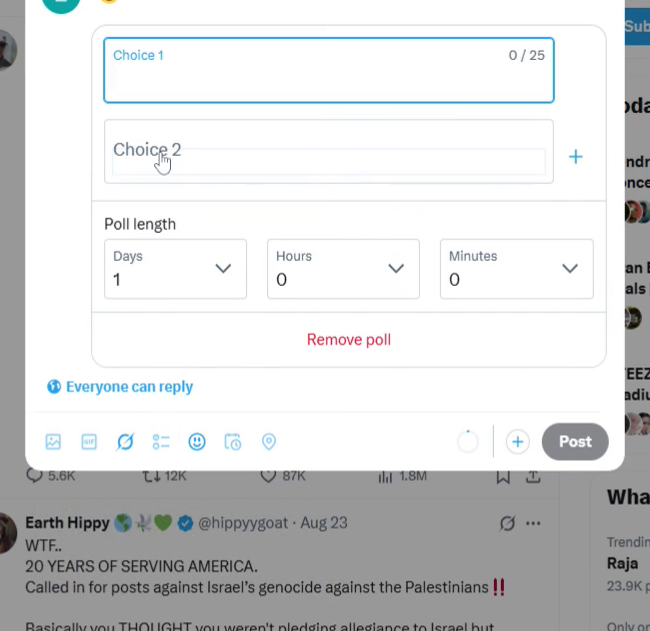 Choice 1
0 / 25
Sub
Choice 2
Poll length
Days
1
Hours
0
Minutes
0
Remove poll
Everyone can reply
GIF
Post
5.6K 12K 87K 1.8M
Wha
Earth Hippy 🌎🕊️💚 @hippyygoat · Aug 23
WTF..
20 YEARS OF SERVING AMERICA.
Called in for posts against Israel's genocide against the Palestinians ‼️
Basically you THOUGHT you weren't pledging allegiance to Israel but
Trendin
Raja
23.9K p
Only on